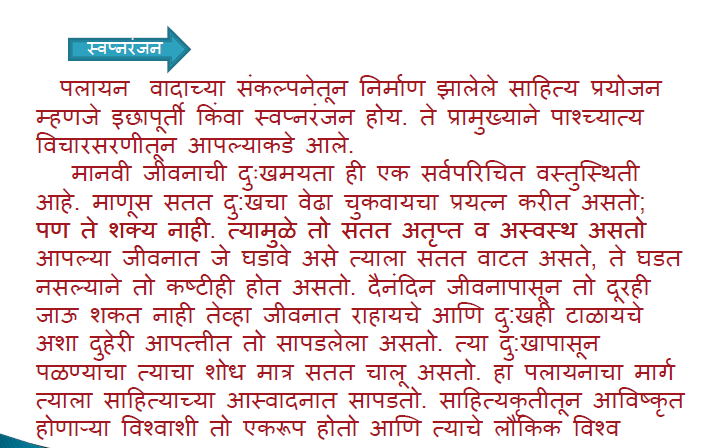 स्वप्नरंजन
पलायन वादाच्या संकल्पनेतून निर्माण झालेले साहित्य प्रयोजन
म्हणजे इछापूर्ती किंवा स्वप्नरंजन होय. ते प्रामुख्याने पाश्च्यात्य
विचारसरणीतून आपल्याकडे आले.
मानवी जीवनाची दुःखमयता ही एक सर्वपरिचित वस्तुस्थिती
आहे. माणूस सतत दु:खचा वेढा चुकवायचा प्रयत्न करीत असतो;
पण ते शक्य नाही. त्यामुळे तो सतत अतृप्त व अस्वस्थ असतो
आपल्या जीवनात जे घडावे असे त्याला सतत वाटत असते, ते घडत
नसल्याने तो कष्टीही होत असतो. दैनंदिन जीवनापासून तो दूरही
जाऊ शकत नाही तेव्हा जीवनात राहायचे आणि दु:खही टाळायचे
अशा दुहेरी आपत्तीत तो सापडलेला असतो. त्या दु:खापासून
पळण्याचा त्याचा शोध मात्र सतत चालू असतो. हा पलायनाचा मार्ग
त्याला साहित्याच्या आस्वादनात सापडतो. साहित्यकृतीतून आविष्कृत
होणाऱ्या विश्वाशी तो एकरूप होतो आणि त्याचे लौकिक विश्व